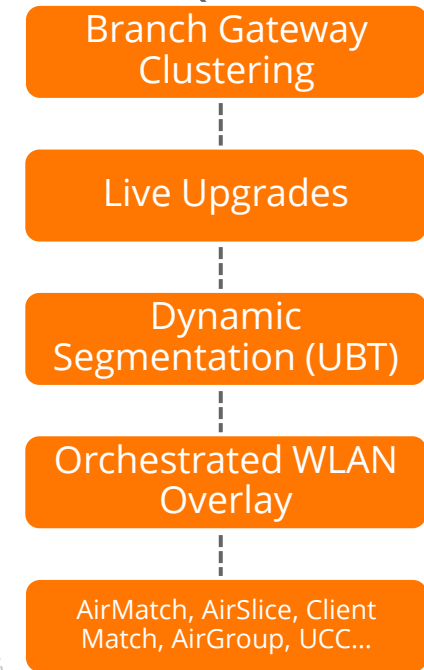 Branch Gateway
Clustering
Live Upgrades
Dynamic
Segmentation (UBT)
Orchestrated WLAN
Overlay
AirMatch, AirSlice, Client
Match, AirGroup, UCC...